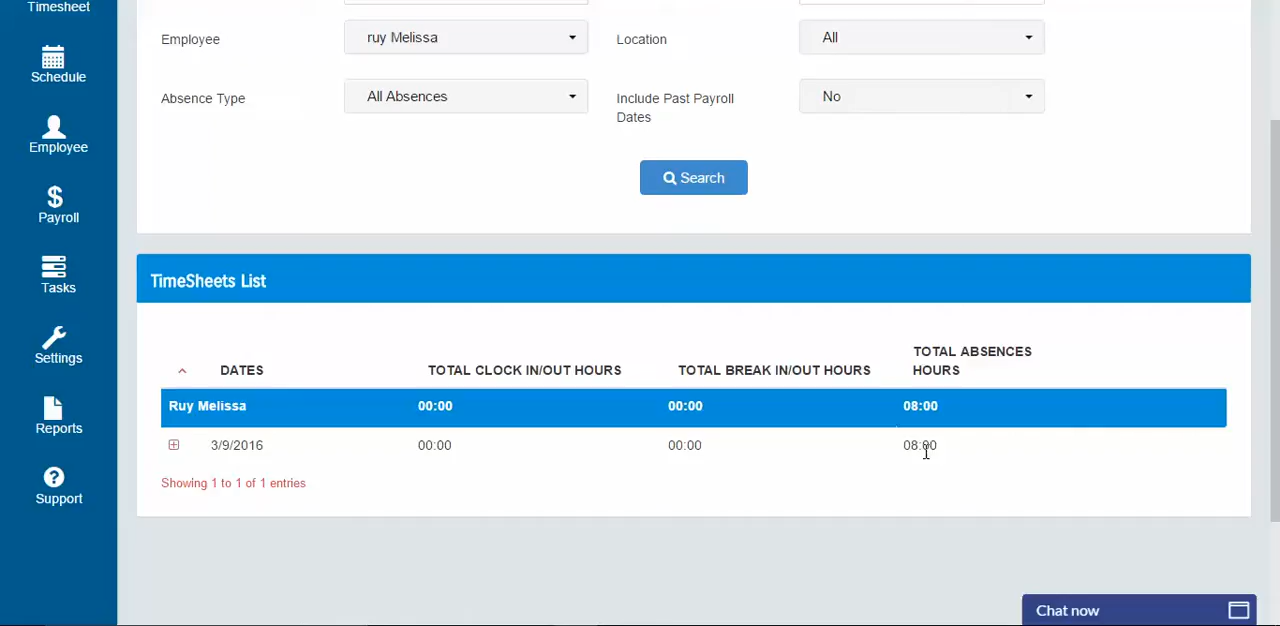 Timesheet
Schedule
Employee
Payroll
Tasks
Settings
Reports
Support
Employee ruy Melissa Location All
Absence Type All Absences Include Past Payroll Dates No
Search
TimeSheets List
DATES TOTAL CLOCK IN/OUT HOURS TOTAL BREAK IN/OUT HOURS TOTAL ABSENCES HOURS
Ruy Melissa 00:00 00:00 08:00
3/9/2016 00:00 00:00 08:00
Showing 1 to 1 of 1 entries
Chat now